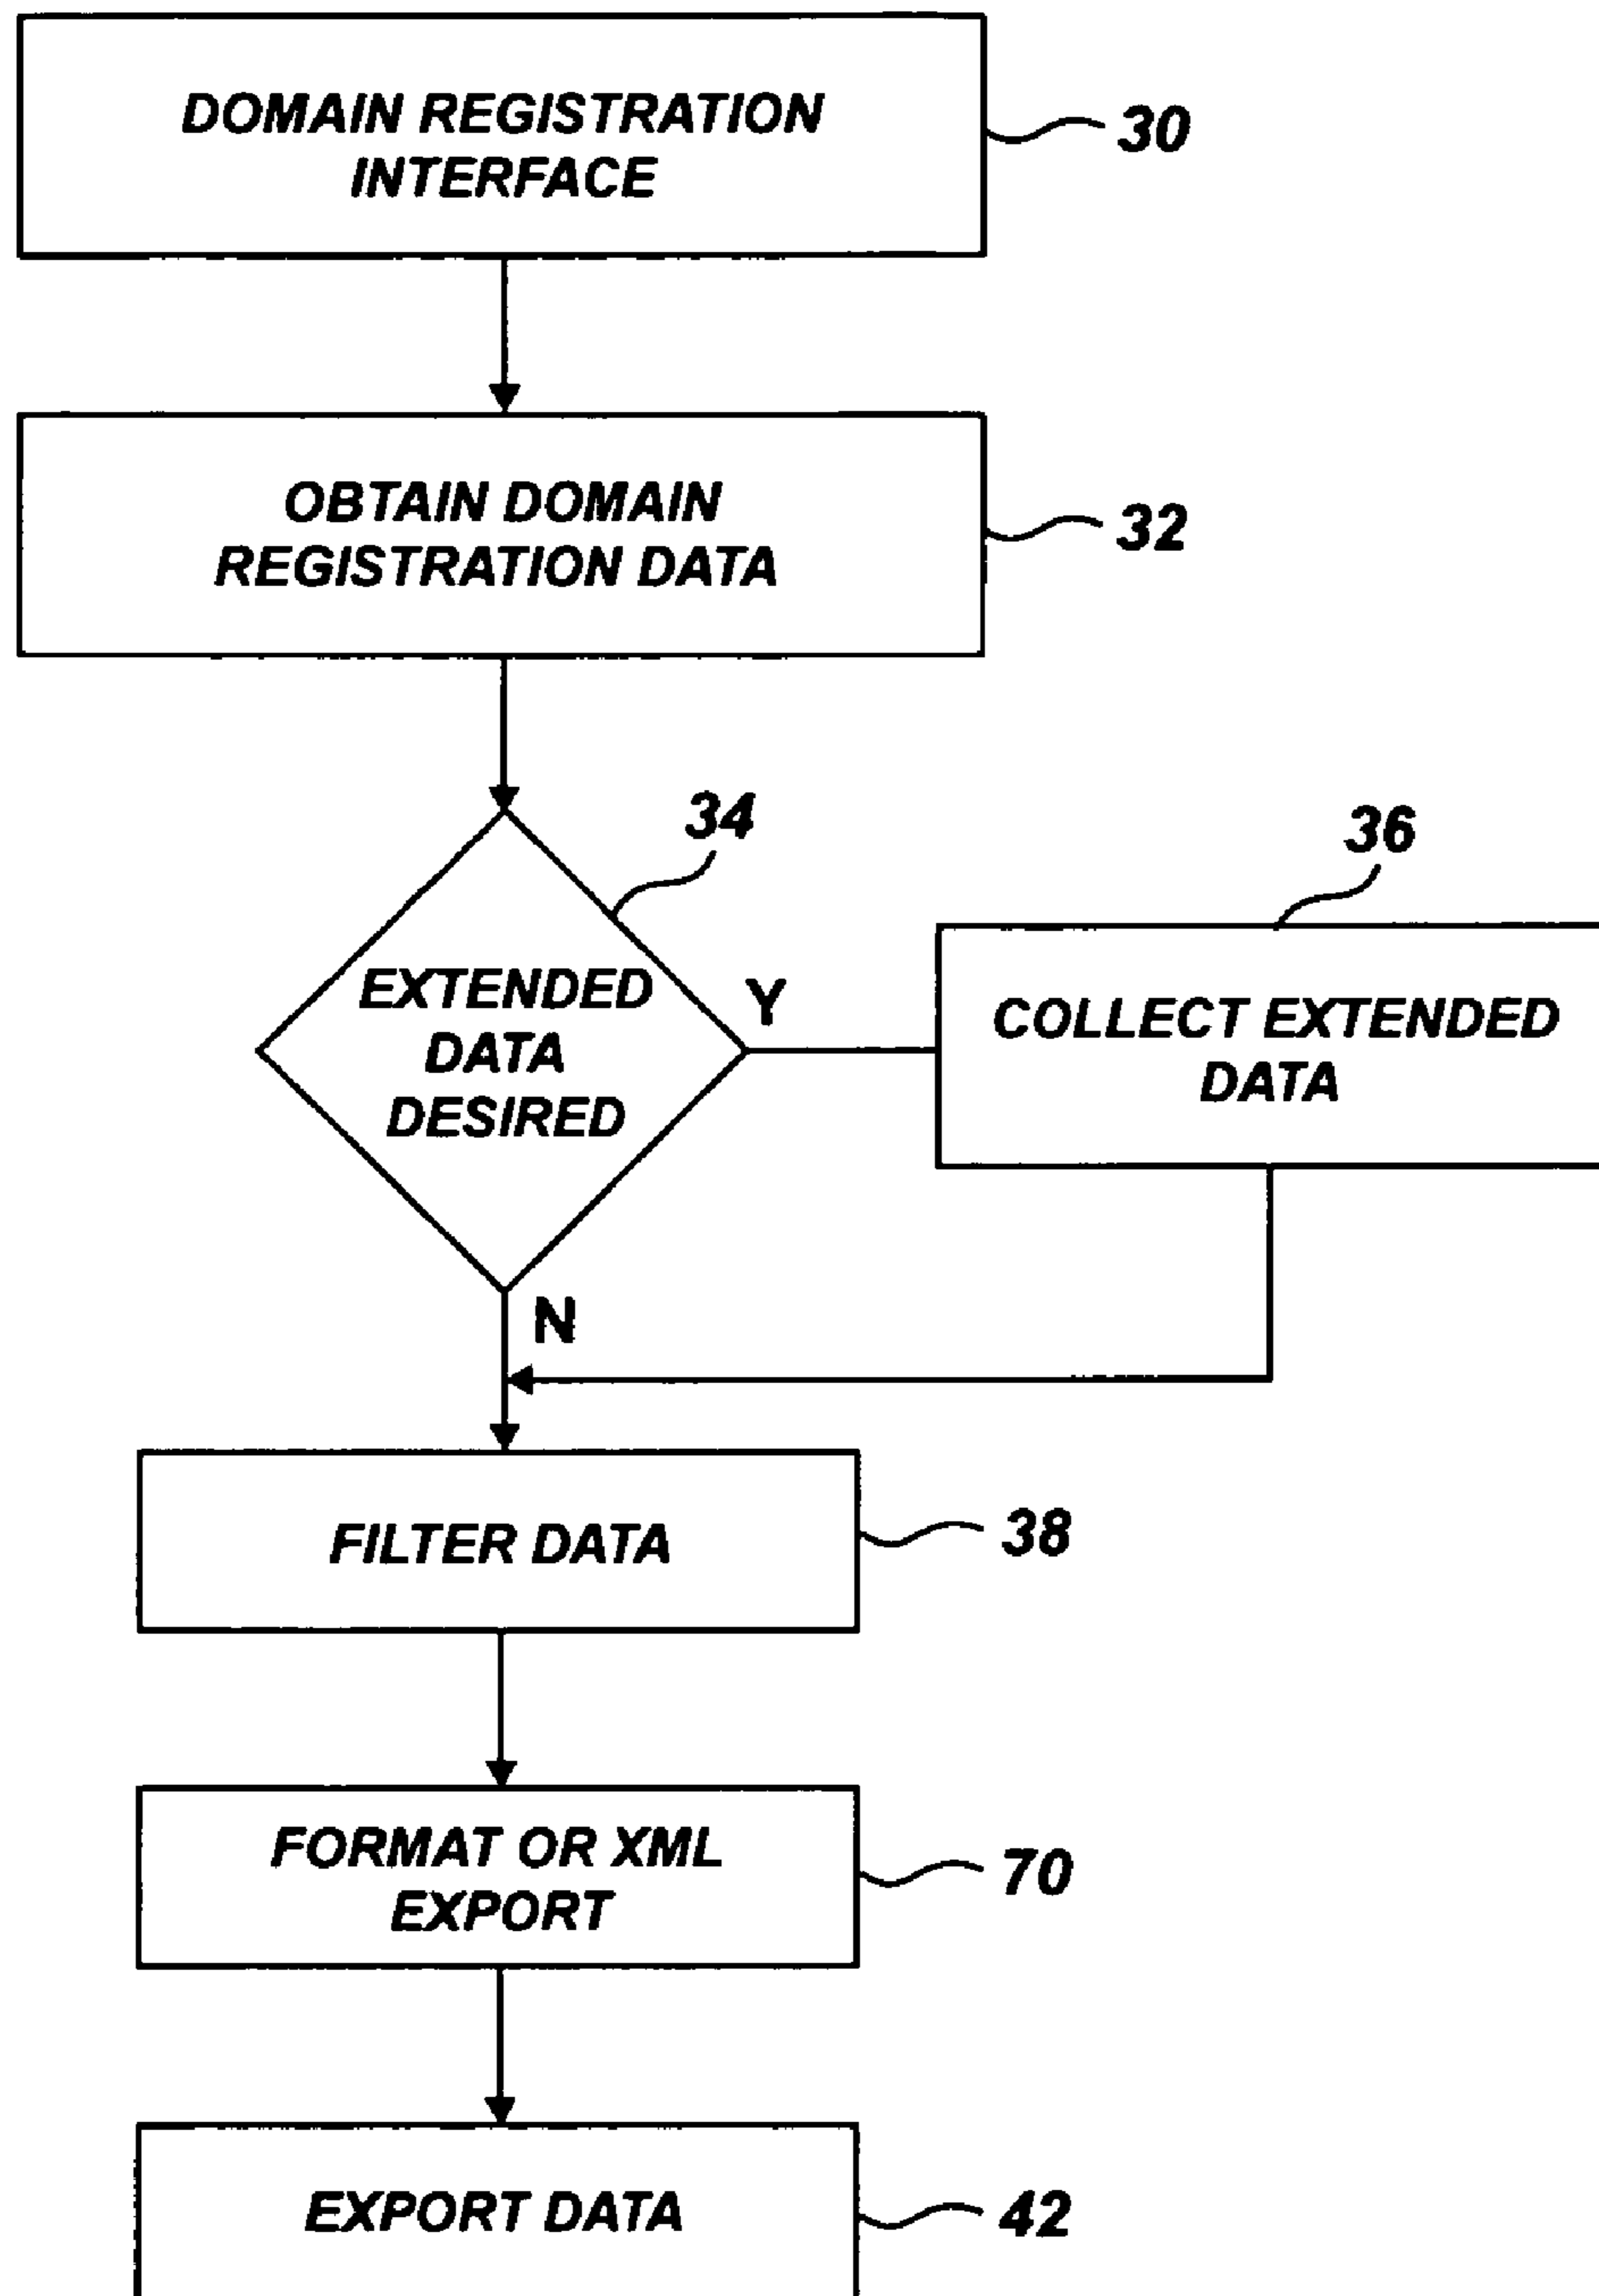 DOMAIN REGISTRATION
INTERFACE
30
OBTAIN DOMAIN
REGISTRATION DATA
32
34
36
EXTENDED
DATA
DESIRED
Y
COLLECT EXTENDED
DATA
N
FILTER DATA
38
FORMAT OR XML
EXPORT
70
EXPORT DATA
42